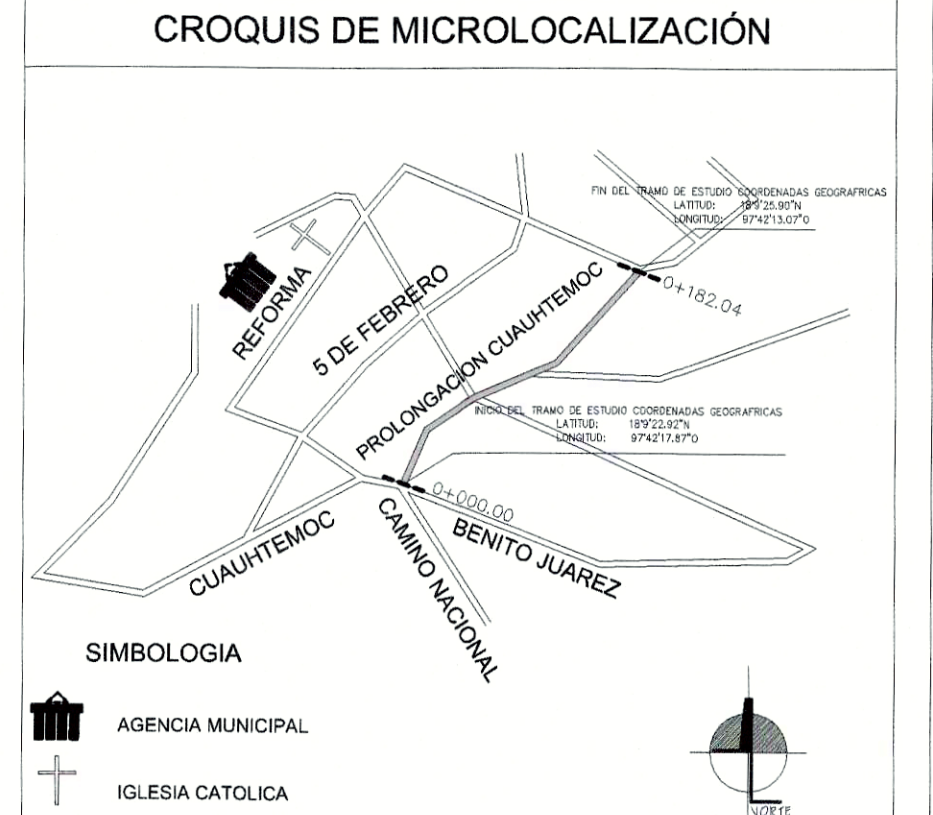 CROQUIS DE MICROLOCALIZACIÓN
FIN DEL TRAMO DE ESTUDIO COORDENADAS GEOGRAFICAS
LATITUD: 18°9'25.90"N
LONGITUD: 97°42'13.07"O
0+182.04
REFORMA
5 DE FEBRERO
PROLONGACION CUAUHTEMOC
INICIO DEL TRAMO DE ESTUDIO COORDENADAS GEOGRAFICAS
LATITUD: 18°9'22.92"N
LONGITUD: 97°42'17.87"O
0+000.00
CUAUHTEMOC
CAMINO NACIONAL
BENITO JUAREZ
SIMBOLOGIA
AGENCIA MUNICIPAL
IGLESIA CATOLICA
NORTE